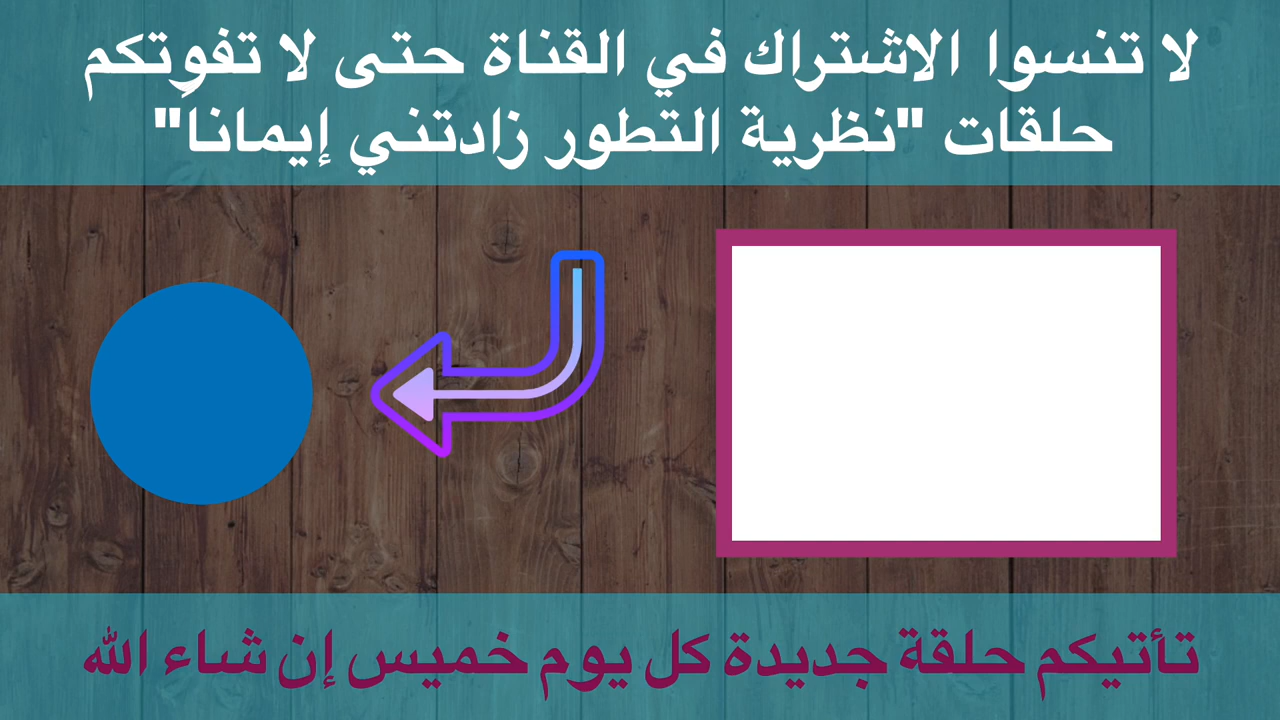 لا تنسوا الاشتراك في القناة حتى لا تفوتكم
حلقات "نظرية التطور زادتني إيماناً"
تأتيكم حلقة جديدة كل يوم خميس إن شاء الله